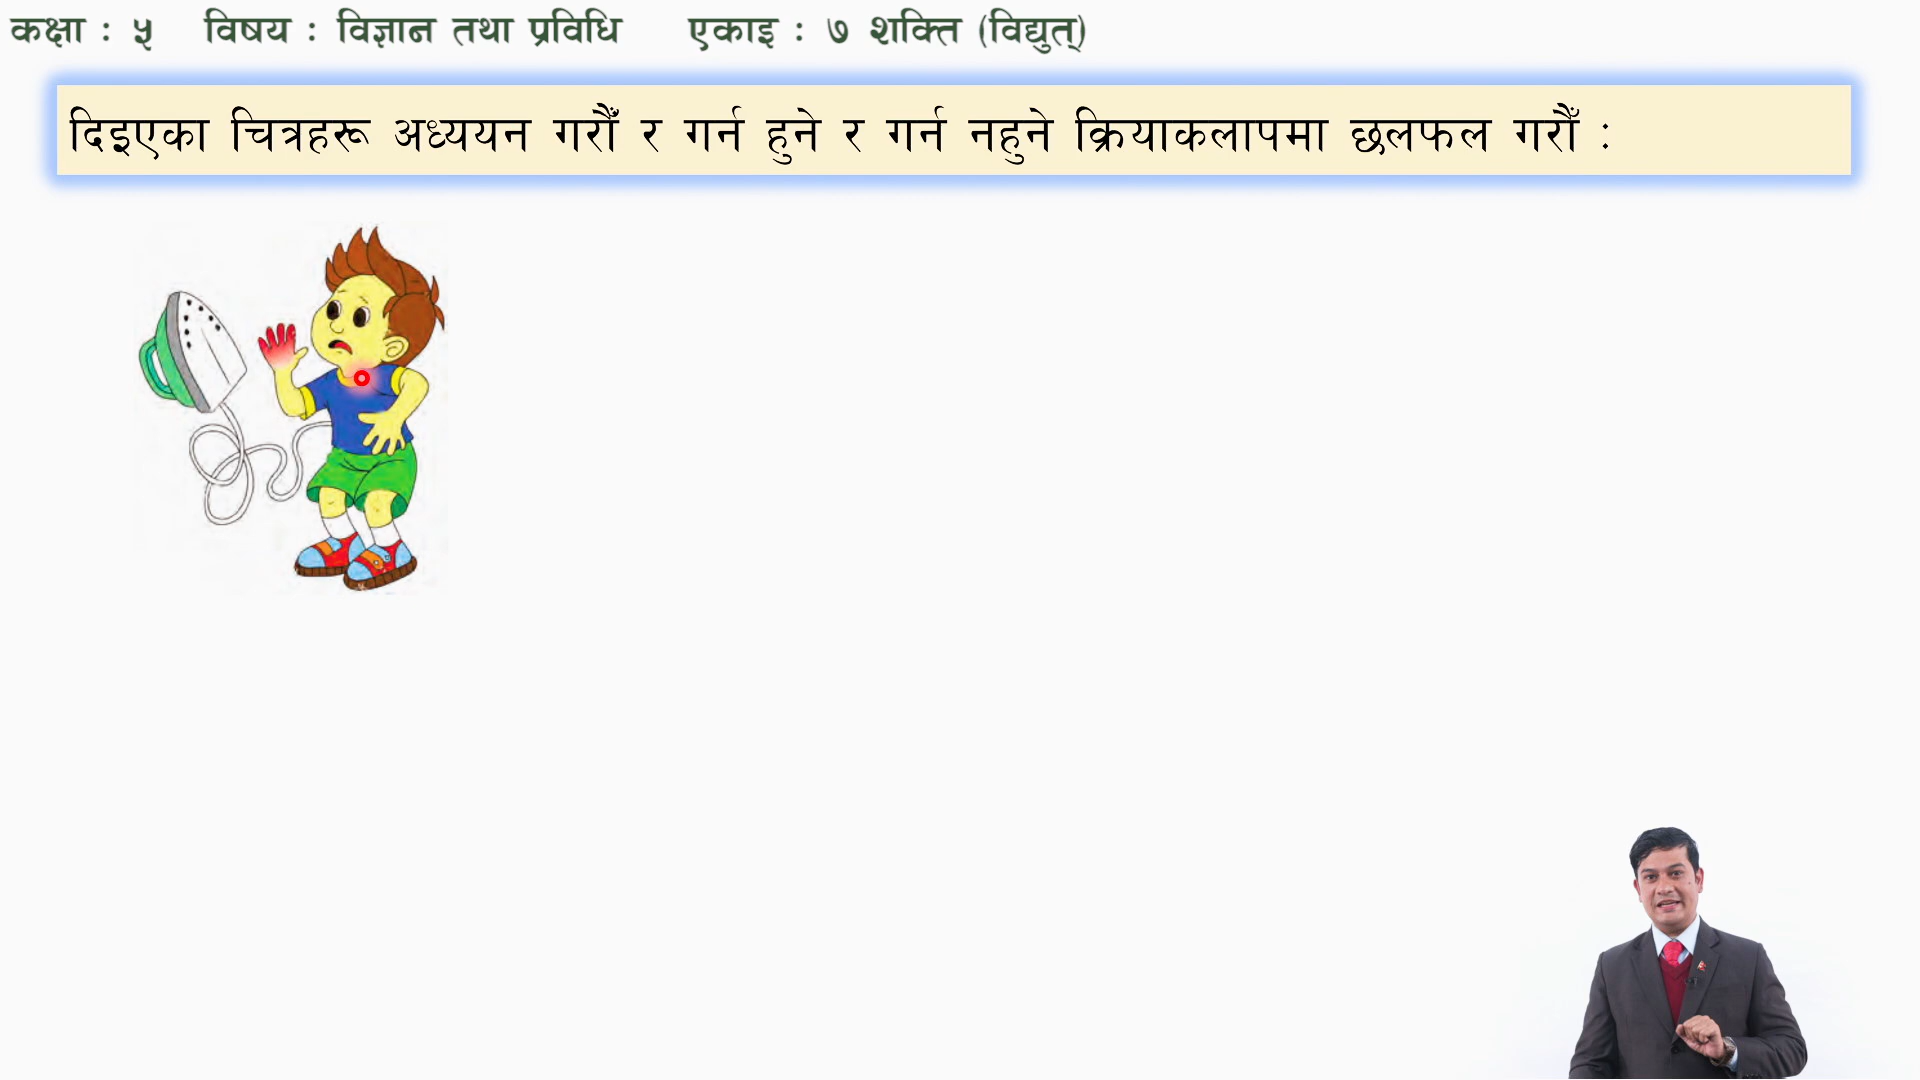 कक्षा : ५ विषय : विज्ञान तथा प्रविधि एकाइ : ७ शक्ति (विद्युत्)
दिइएका चित्रहरू अध्ययन गरौँ र गर्न हुने र गर्न नहुने क्रियाकलापमा छलफल गरौँ :